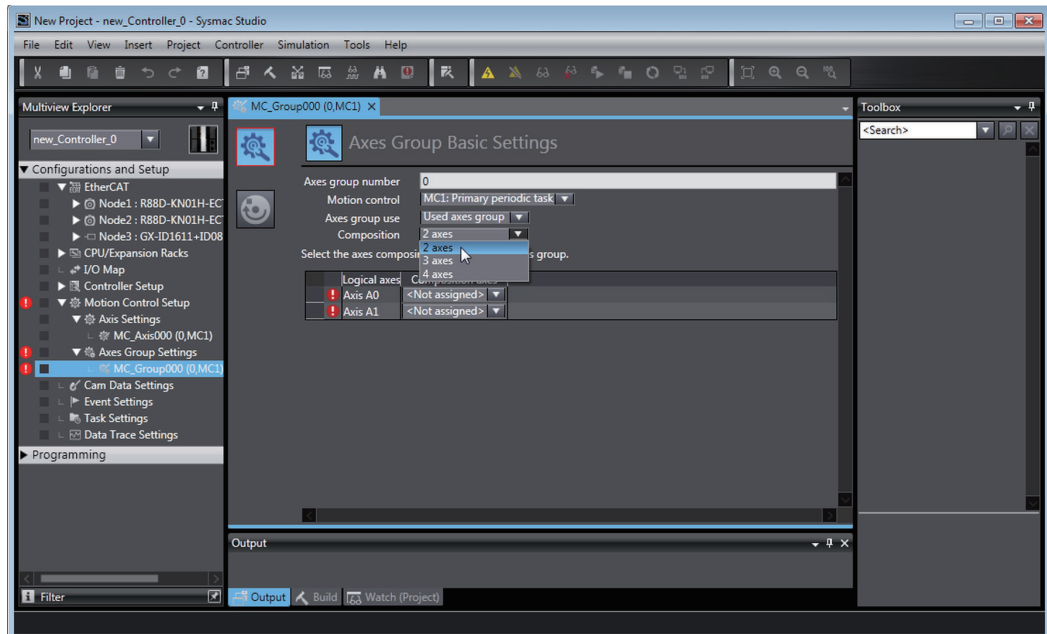 New Project - new_Controller_0 - Sysmac Studio
File Edit View Insert Project Controller Simulation Tools Help
Multiview Explorer
new_Controller_0
Configurations and Setup
EtherCAT
Node1 : R88D-KN01H-EC
Node2 : R88D-KN01H-EC
Node3 : GX-ID1611+ID08
CPU/Expansion Racks
I/O Map
Controller Setup
Motion Control Setup
Axis Settings
MC_Axis000 (0,MC1)
Axes Group Settings
MC_Group000 (0,MC1)
Cam Data Settings
Event Settings
Task Settings
Data Trace Settings
Programming
Filter
MC_Group000 (0,MC1)
Axes Group Basic Settings
Axes group number 0
Motion control MC1: Primary periodic task
Axes group use Used axes group
Composition 2 axes
2 axes
3 axes
4 axes
Select the axes composi s group.
Logical axes
Axis A0 <Not assigned>
Axis A1 <Not assigned>
Output
Output Build Watch (Project)
Toolbox
<Search>